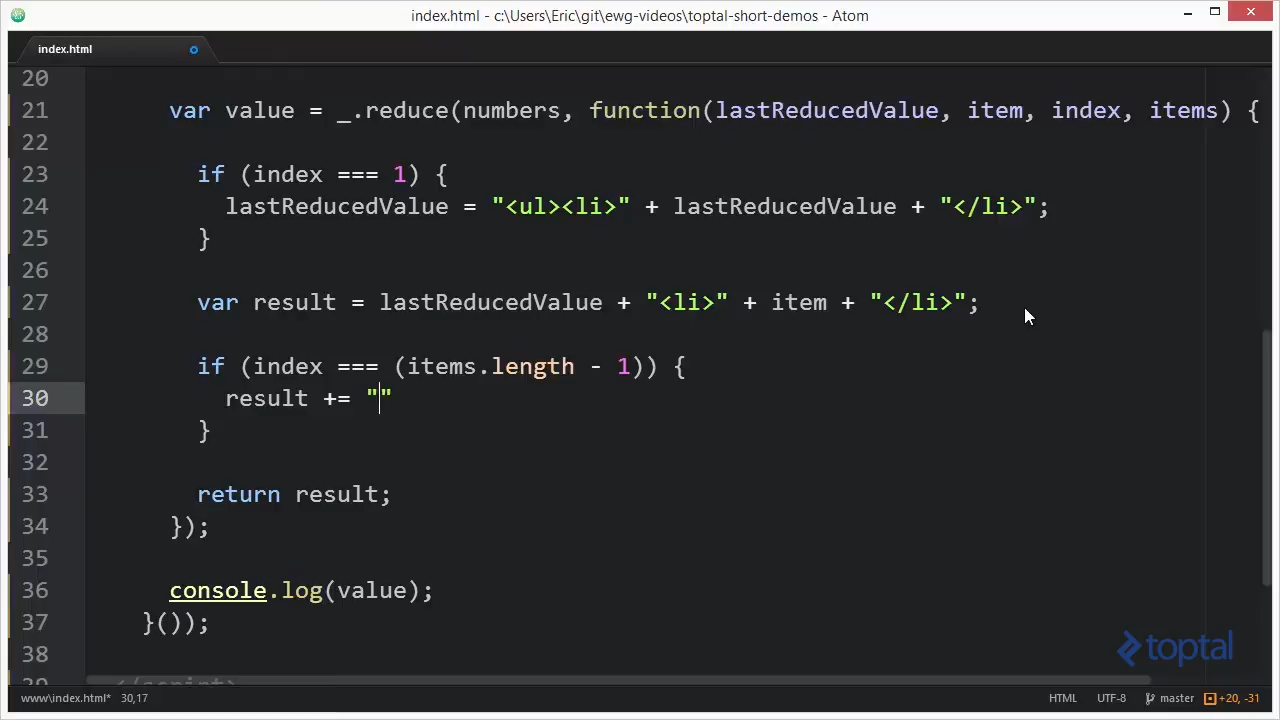 index.html - c:\Users\Eric\git\ewg-videos\toptal-short-demos - Atom
index.html
20
21 var value = _.reduce(numbers, function(lastReducedValue, item, index, items) {
22
23 if (index === 1) {
24 lastReducedValue = "<ul><li>" + lastReducedValue + "</li>";
25 }
26
27 var result = lastReducedValue + "<li>" + item + "</li>";
28
29 if (index === (items.length - 1)) {
30 result += ""
31 }
32
33 return result;
34 });
35
36 console.log(value);
37 }());
38
39 </script>
toptal
www\index.html* 30,17 HTML UTF-8 master +20, -31